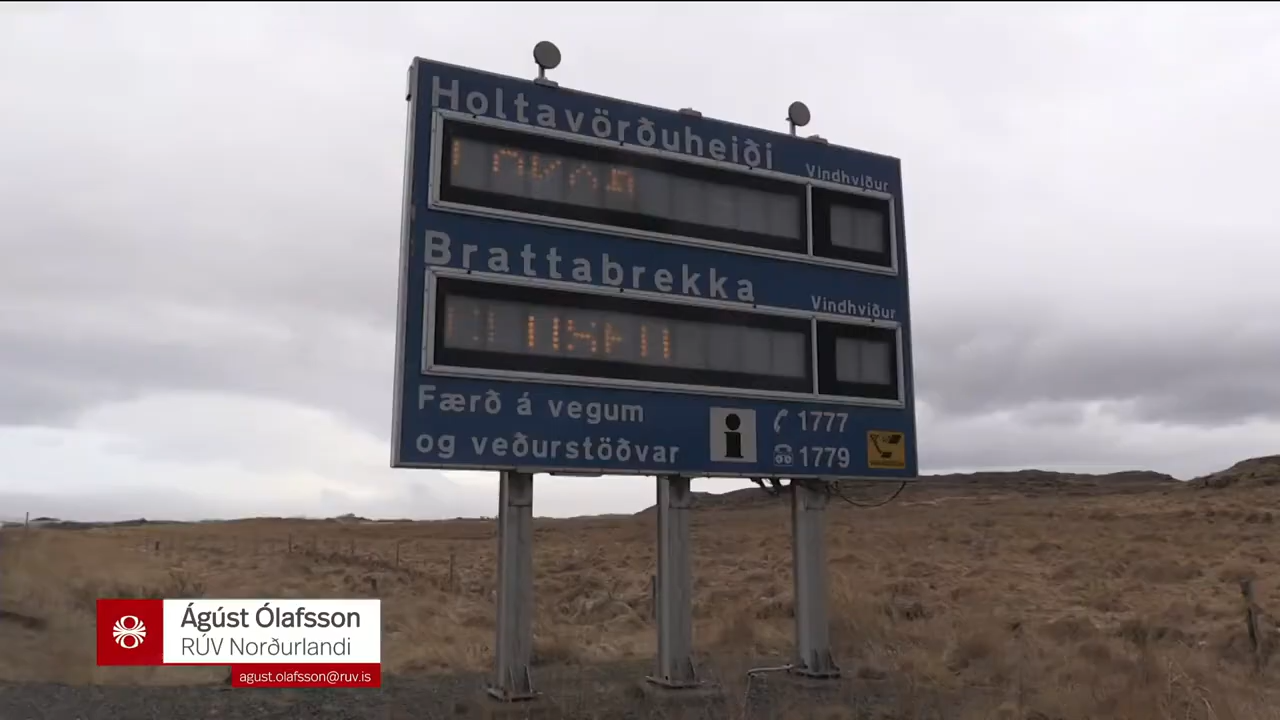 Holtavörðuheiði
Vindhviður
Brattabrekka
Vindhviður
Færð á vegum
og veðurstöðvar
1777
1779
Ágúst Ólafsson
RÚV Norðurlandi
agust.olafsson@ruv.is